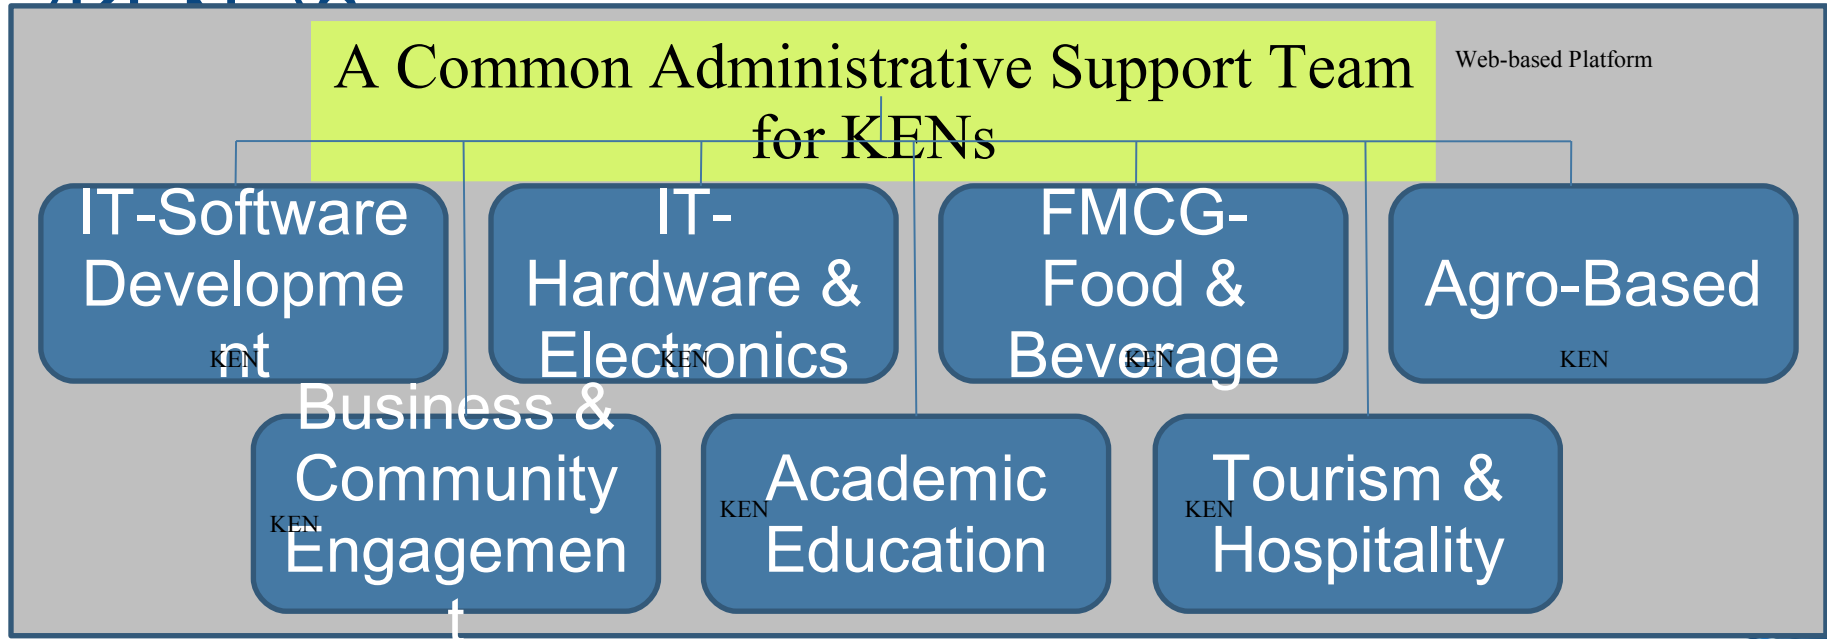 A Common Administrative Support Team
for KENs
Web-based Platform
IT-Software
Developme
nt
KEN
IT-
Hardware &
Electronics
KEN
FMCG-
Food &
Beverage
KEN
Agro-Based
KEN
Business &
Community
Engagemen
t
KEN
Academic
Education
KEN
Tourism &
Hospitality
KEN